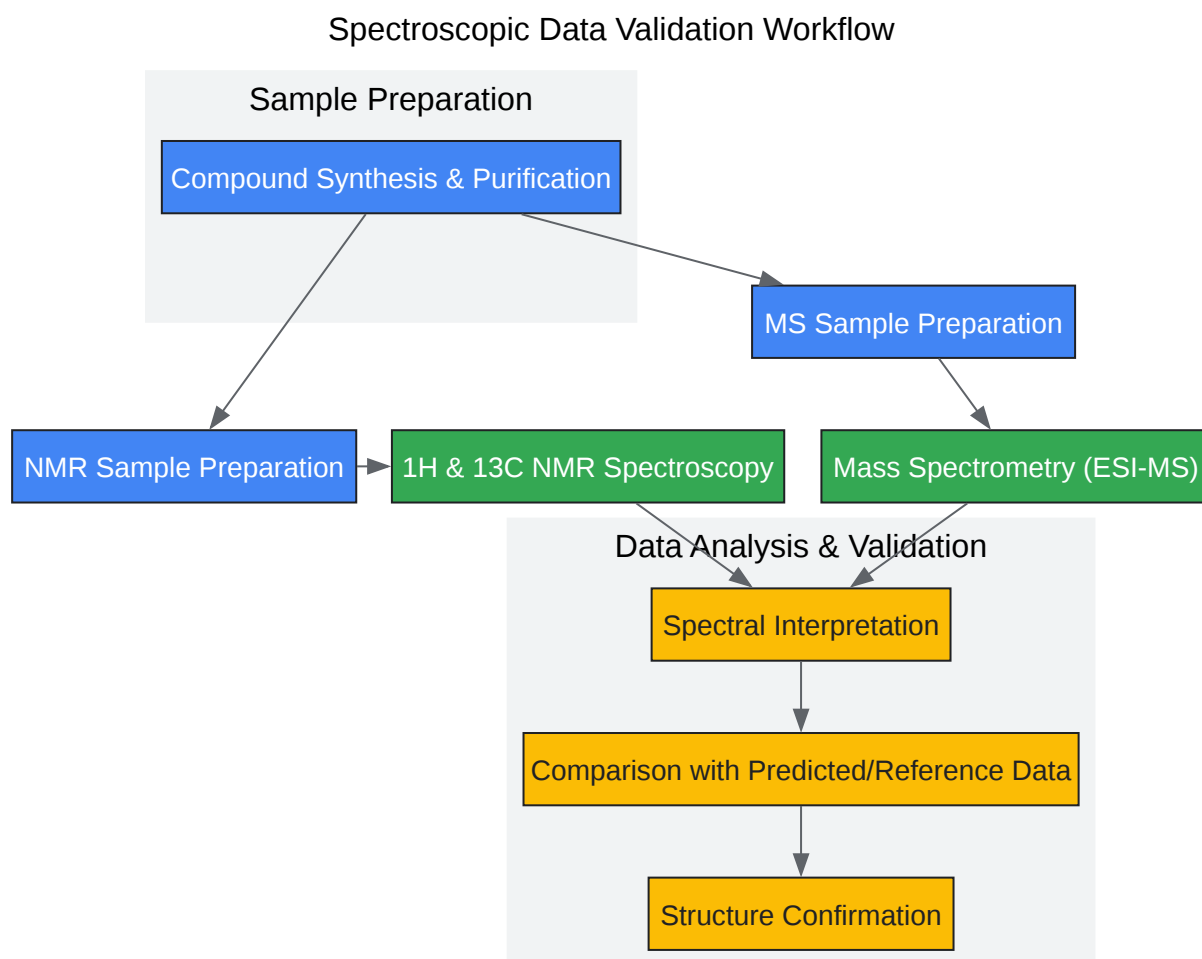 Spectroscopic Data Validation Workflow
Sample Preparation
Compound Synthesis & Purification
MS Sample Preparation
NMR Sample Preparation
1H & 13C NMR Spectroscopy
Mass Spectrometry (ESI-MS)
Data Analysis & Validation
Spectral Interpretation
Comparison with Predicted/Reference Data
Structure Confirmation